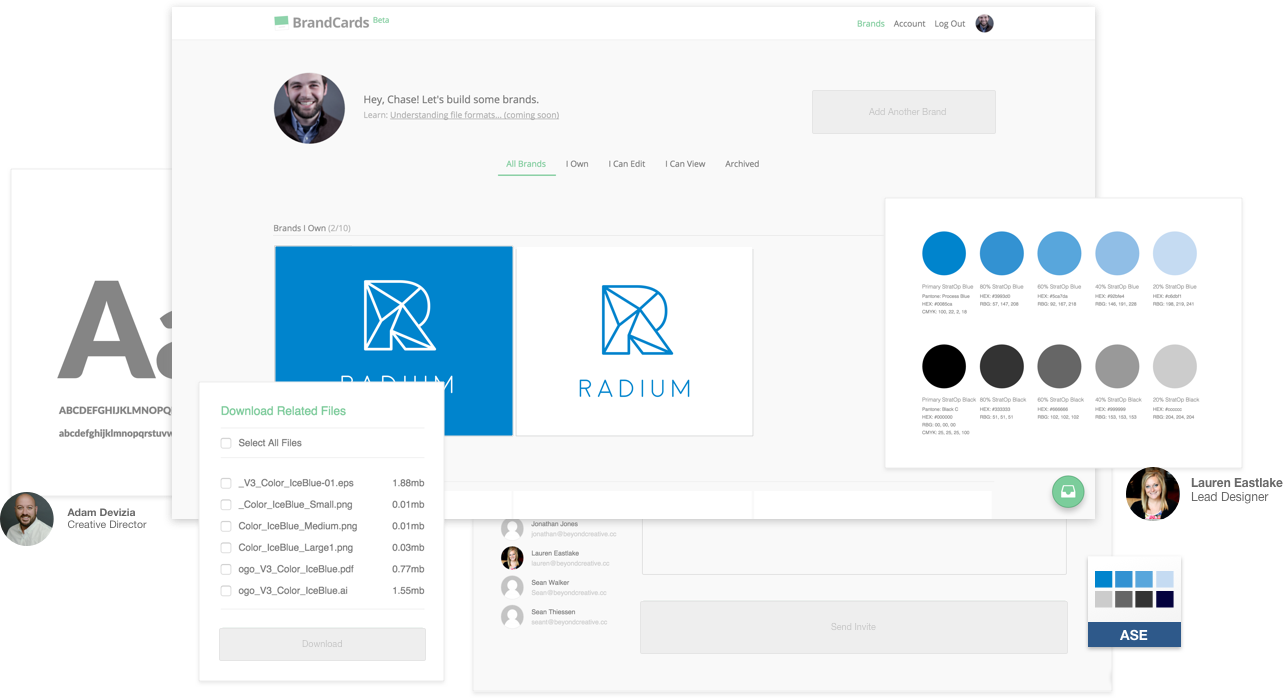 BrandCards Beta
Brands Account Log Out
Hey, Chase! Let's build some brands.
Learn: Understanding file formats... (coming soon)
Add Another Brand
All Brands I Own I Can Edit I Can View Archived
Brands I Own (2/10)
RADIUM
RADIUM
Aa
ABCDEFGHIJKLMNOPQ
abcdefghijklmnopqrstuvw
Adam Devizia
Creative Director
Download Related Files
Select All Files
_V3_Color_IceBlue-01.eps 1.88mb
_Color_IceBlue_Small.png 0.01mb
Color_IceBlue_Medium.png 0.01mb
Color_IceBlue_Large1.png 0.03mb
ogo_V3_Color_IceBlue.pdf 0.77mb
ogo_V3_Color_IceBlue.ai 1.55mb
Download
Primary StratOp Blue 80% StratOp Blue 60% StratOp Blue 40% StratOp Blue 20% StratOp Blue
Pantone: Process Blue HEX: #3993d0 HEX: #5ca7da HEX: #92bfe4
HEX: #0085ca RBG: 57, 147, 208 RBG: 92, 167, 218 RBG: 146, 191, 228 RBG: 198, 219, 241
CMYK: 100, 22, 2, 18
Primary StratOp Black 80% StratOp Black 60% StratOp Black 40% StratOp Black 20% StratOp Black
Pantone: Black C HEX: #333333 HEX: #666666 HEX: #999999 HEX: #cccccc
HEX: #000000 RBG: 51, 51, 51 RBG: 102, 102, 102 RBG: 153, 153, 153 RBG: 204, 204, 204
RBG: 00, 00, 00
CMYK: 25, 25, 25, 100
Lauren Eastlake
Lead Designer
Jonathan Jones
jonathan@beyondcreative.cc
Lauren Eastlake
lauren@beyondcreative.cc
Sean Walker
Sean@beyondcreative.cc
Sean Thiessen
seant@beyondcreative.cc
Send Invite
ASE